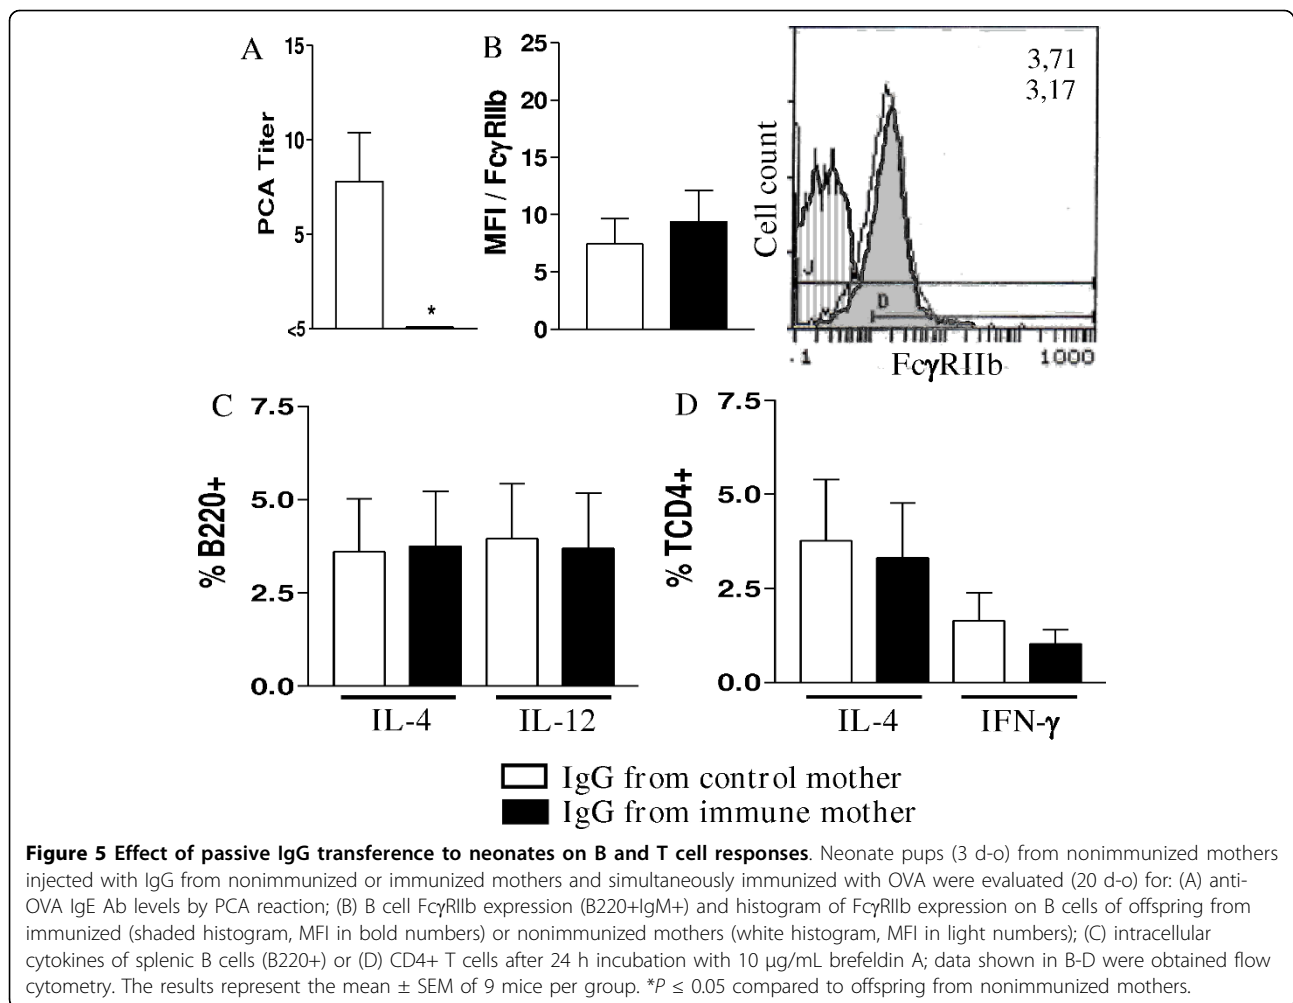 A
15
10
5
<5
PCA Titer
*
B
25
20
15
10
5
0
MFI / FcγRIIb
3,71
3,17
Cell count
J
D
.1
1000
FcγRIIb
C
7.5
5.0
2.5
0.0
% B220+
IL-4
IL-12
D
7.5
5.0
2.5
0.0
% TCD4+
IL-4
IFN-γ
IgG from control mother
IgG from immune mother
Figure 5 Effect of passive IgG transference to neonates on B and T cell responses. Neonate pups (3 d-o) from nonimmunized mothers
injected with IgG from nonimmunized or immunized mothers and simultaneously immunized with OVA were evaluated (20 d-o) for: (A) anti-
OVA IgE Ab levels by PCA reaction; (B) B cell FcγRIIb expression (B220+IgM+) and histogram of FcγRIIb expression on B cells of offspring from
immunized (shaded histogram, MFI in bold numbers) or nonimmunized mothers (white histogram, MFI in light numbers); (C) intracellular
cytokines of splenic B cells (B220+) or (D) CD4+ T cells after 24 h incubation with 10 μg/mL brefeldin A; data shown in B-D were obtained flow
cytometry. The results represent the mean ± SEM of 9 mice per group. *P ≤ 0.05 compared to offspring from nonimmunized mothers.